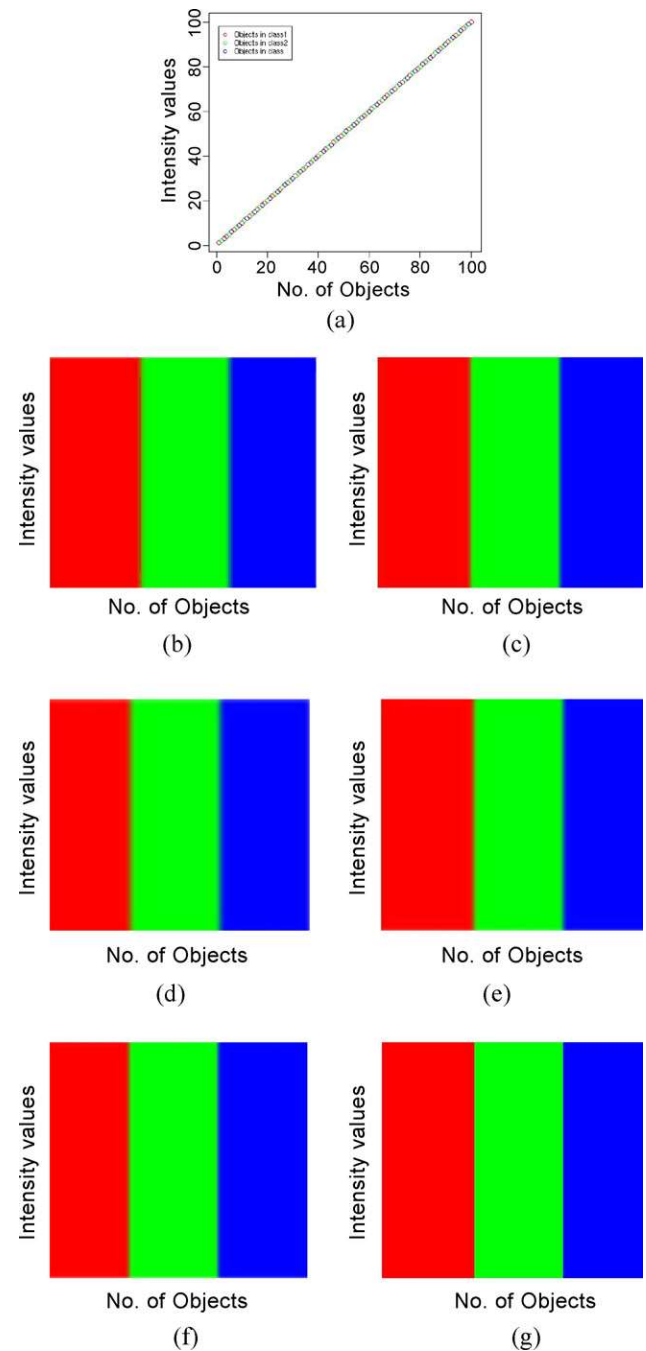 100
80
60
40
20
0
Intensity values
Objects in class1
Objects in class2
Objects in class
0 20 40 60 80 100
No. of Objects
(a)
Intensity values
Intensity values
No. of Objects
No. of Objects
(b)
(c)
Intensity values
Intensity values
No. of Objects
No. of Objects
(d)
(e)
Intensity values
Intensity values
No. of Objects
No. of Objects
(f)
(g)